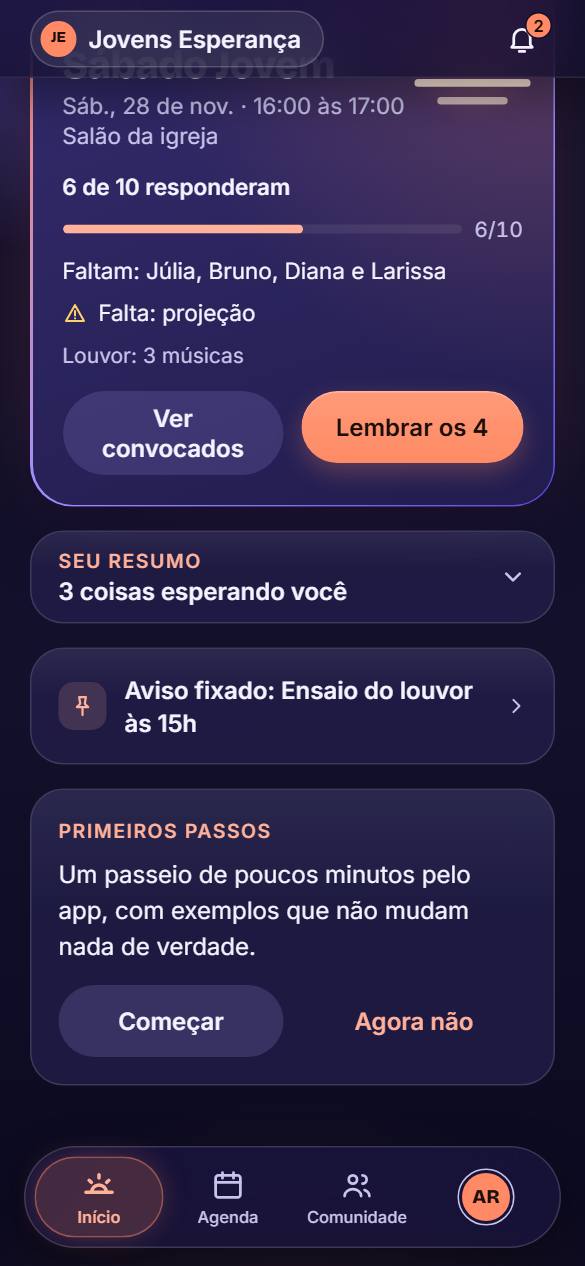 JE Jovens Esperança
2
Sábado Jovem
Sáb., 28 de nov. · 16:00 às 17:00
Salão da igreja
6 de 10 responderam
6/10
Faltam: Júlia, Bruno, Diana e Larissa
Falta: projeção
Louvor: 3 músicas
Ver
convocados
Lembrar os 4
SEU RESUMO
3 coisas esperando você
Aviso fixado: Ensaio do louvor
às 15h
PRIMEIROS PASSOS
Um passeio de poucos minutos pelo
app, com exemplos que não mudam
nada de verdade.
Começar
Agora não
Início
Agenda
Comunidade
AR